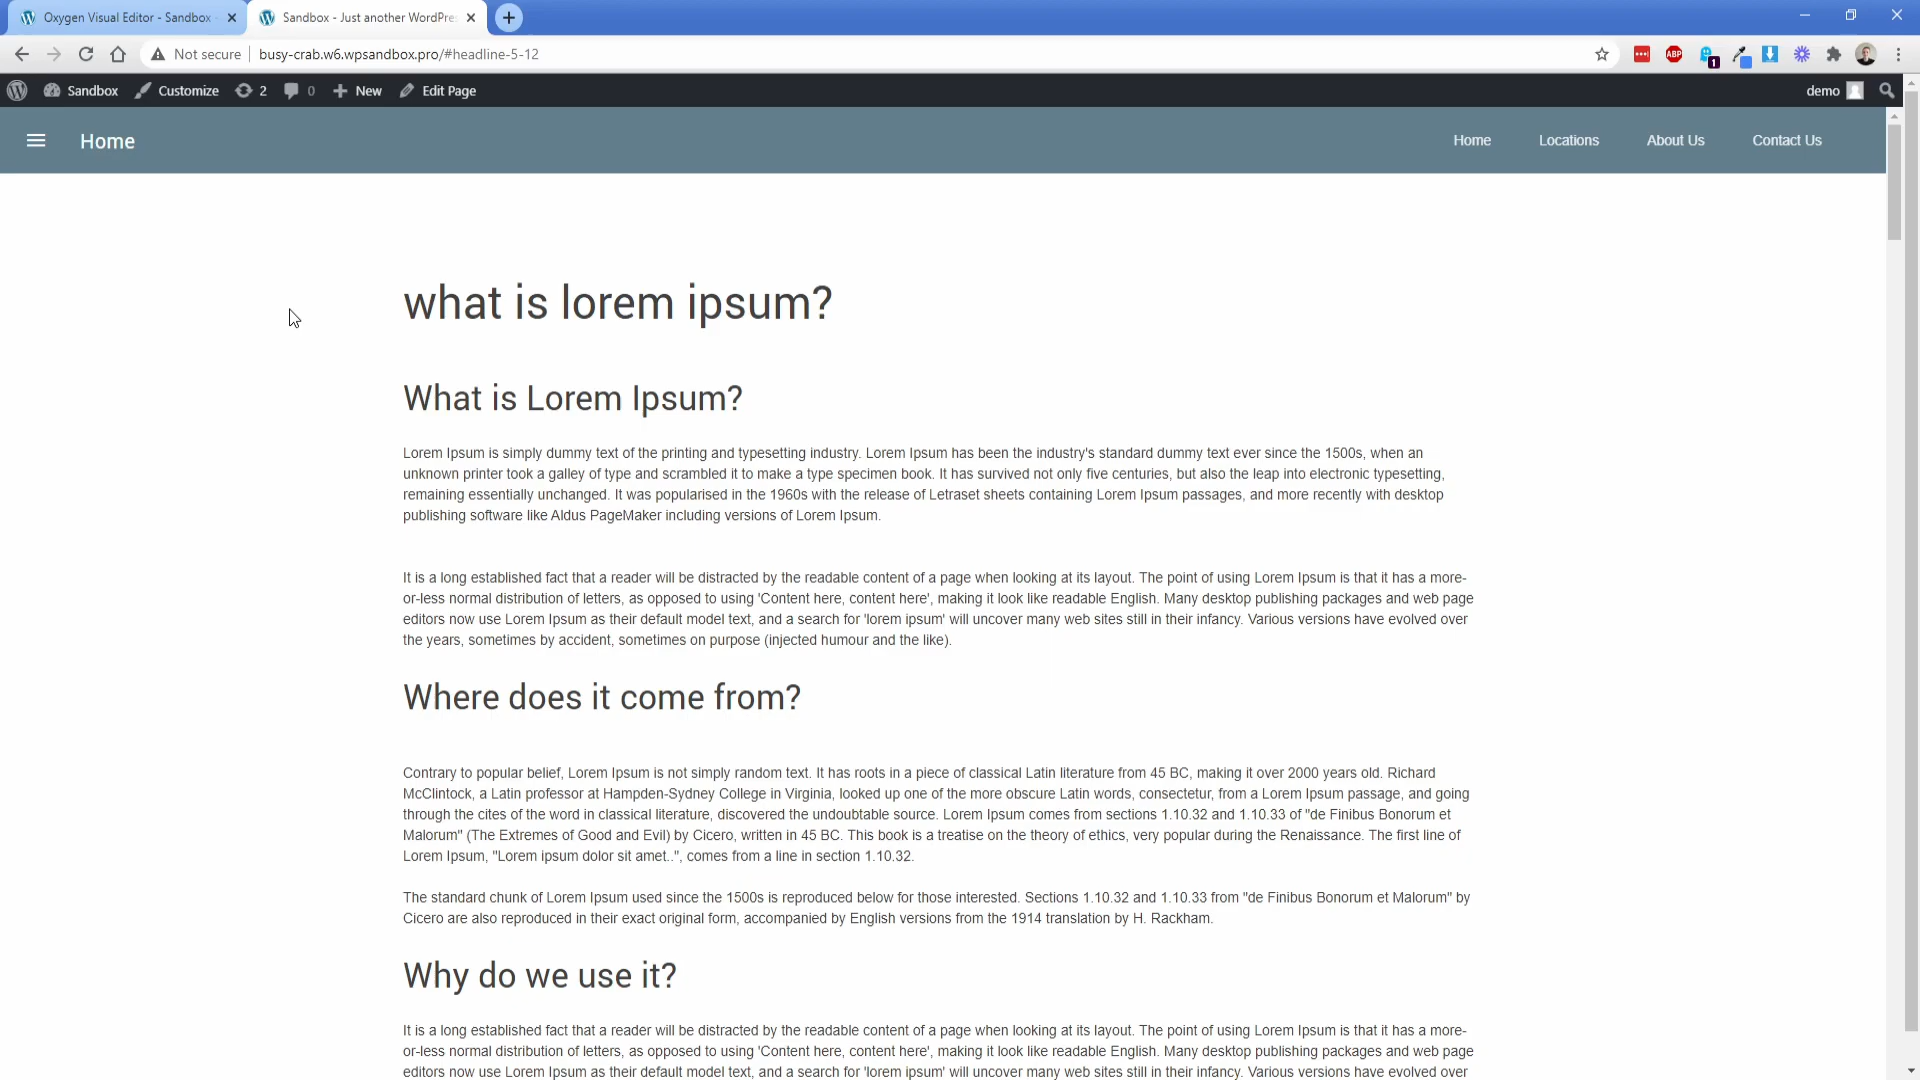 Oxygen Visual Editor - Sandbox
Sandbox - Just another WordPre
Not secure
busy-crab.w6.wpsandbox.pro/#headline-5-12
ABP
1
Sandbox
Customize
2
0
New
Edit Page
demo
Home
Home
Locations
About Us
Contact Us
what is lorem ipsum?
What is Lorem Ipsum?
Lorem Ipsum is simply dummy text of the printing and typesetting industry. Lorem Ipsum has been the industry's standard dummy text ever since the 1500s, when an
unknown printer took a galley of type and scrambled it to make a type specimen book. It has survived not only five centuries, but also the leap into electronic typesetting,
remaining essentially unchanged. It was popularised in the 1960s with the release of Letraset sheets containing Lorem Ipsum passages, and more recently with desktop
publishing software like Aldus PageMaker including versions of Lorem Ipsum.
It is a long established fact that a reader will be distracted by the readable content of a page when looking at its layout. The point of using Lorem Ipsum is that it has a more-
or-less normal distribution of letters, as opposed to using 'Content here, content here', making it look like readable English. Many desktop publishing packages and web page
editors now use Lorem Ipsum as their default model text, and a search for 'lorem ipsum' will uncover many web sites still in their infancy. Various versions have evolved over
the years, sometimes by accident, sometimes on purpose (injected humour and the like).
Where does it come from?
Contrary to popular belief, Lorem Ipsum is not simply random text. It has roots in a piece of classical Latin literature from 45 BC, making it over 2000 years old. Richard
McClintock, a Latin professor at Hampden-Sydney College in Virginia, looked up one of the more obscure Latin words, consectetur, from a Lorem Ipsum passage, and going
through the cites of the word in classical literature, discovered the undoubtable source. Lorem Ipsum comes from sections 1.10.32 and 1.10.33 of "de Finibus Bonorum et
Malorum" (The Extremes of Good and Evil) by Cicero, written in 45 BC. This book is a treatise on the theory of ethics, very popular during the Renaissance. The first line of
Lorem Ipsum, "Lorem ipsum dolor sit amet..", comes from a line in section 1.10.32.
The standard chunk of Lorem Ipsum used since the 1500s is reproduced below for those interested. Sections 1.10.32 and 1.10.33 from "de Finibus Bonorum et Malorum" by
Cicero are also reproduced in their exact original form, accompanied by English versions from the 1914 translation by H. Rackham.
Why do we use it?
It is a long established fact that a reader will be distracted by the readable content of a page when looking at its layout. The point of using Lorem Ipsum is that it has a more-
or-less normal distribution of letters, as opposed to using 'Content here, content here', making it look like readable English. Many desktop publishing packages and web page
editors now use Lorem Ipsum as their default model text, and a search for 'lorem ipsum' will uncover many web sites still in their infancy. Various versions have evolved over